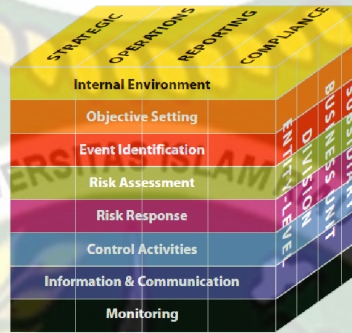 STRATEGIC
OPERATIONS
REPORTING
COMPLIANCE
Internal Environment
Objective Setting
Event Identification
Risk Assessment
Risk Response
Control Activities
Information & Communication
Monitoring
ENTITY-LEVEL
DIVISION
BUSINESS UNIT
SUBSIDIARY